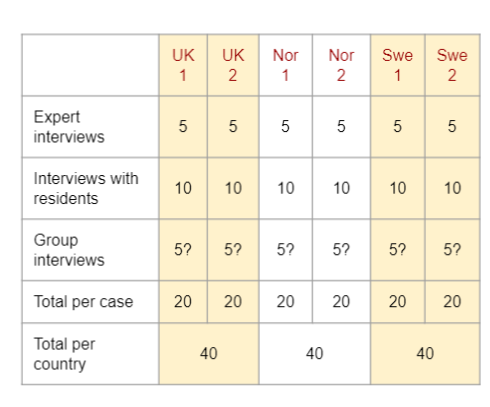 UK 1 UK 2 Nor 1 Nor 2 Swe 1 Swe 2
Expert interviews 5 5 5 5 5 5
Interviews with residents 10 10 10 10 10 10
Group interviews 5? 5? 5? 5? 5? 5?
Total per case 20 20 20 20 20 20
Total per country 40 40 40